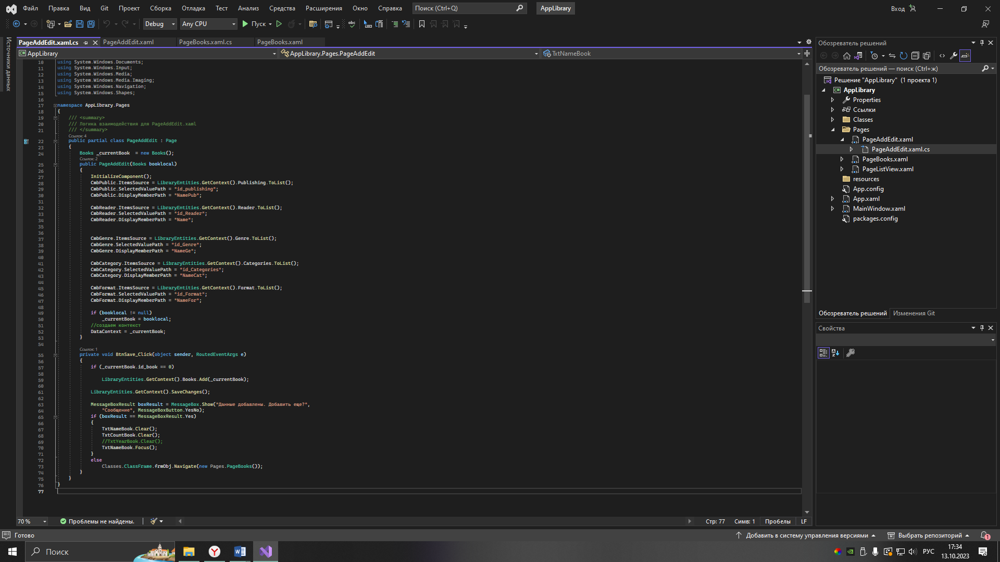 Файл Правка Вид Git Проект Сборка Отладка Тест Анализ Средства Расширения Окно Справка Поиск (Ctrl+Q) AppLibrary Вход
Debug Any CPU Пуск
Источники данных
PageAddEdit.xaml.cs PageAddEdit.xaml PageBooks.xaml.cs PageBooks.xaml
AppLibrary AppLibrary.Pages.PageAddEdit TxtNameBook
10 using System.Windows.Documents;
11 using System.Windows.Input;
12 using System.Windows.Media;
13 using System.Windows.Media.Imaging;
14 using System.Windows.Navigation;
15 using System.Windows.Shapes;
16
17 namespace AppLibrary.Pages
18 {
19 /// <summary>
20 /// Логика взаимодействия для PageAddEdit.xaml
21 /// </summary>
Ссылок: 4
22 public partial class PageAddEdit : Page
23 {
24 Books _currentBook = new Books();
Ссылок: 2
25 public PageAddEdit(Books booklocal)
26 {
27 InitializeComponent();
28 CmbPublic.ItemsSource = LibraryEntities.GetContext().Publishing.ToList();
29 CmbPublic.SelectedValuePath = "id_publishing";
30 CmbPublic.DisplayMemberPath = "NamePub";
31
32 CmbReader.ItemsSource = LibraryEntities.GetContext().Reader.ToList();
33 CmbReader.SelectedValuePath = "id_Reader";
34 CmbReader.DisplayMemberPath = "Name";
35
36
37 CmbGenre.ItemsSource = LibraryEntities.GetContext().Genre.ToList();
38 CmbGenre.SelectedValuePath = "id_Genre";
39 CmbGenre.DisplayMemberPath = "NameGe";
40
41 CmbCategory.ItemsSource = LibraryEntities.GetContext().Categories.ToList();
42 CmbCategory.SelectedValuePath = "id_Categories";
43 CmbCategory.DisplayMemberPath = "NameCat";
44
45 CmbFormat.ItemsSource = LibraryEntities.GetContext().Format.ToList();
46 CmbFormat.SelectedValuePath = "id_Format";
47 CmbFormat.DisplayMemberPath = "NameFor";
48
49 if (booklocal != null)
50 _currentBook = booklocal;
51 //создаем контекст
52 DataContext = _currentBook;
53 }
54
Ссылок: 1
55 private void BtnSave_Click(object sender, RoutedEventArgs e)
56 {
57 if (_currentBook.id_book == 0)
58
59 LibraryEntities.GetContext().Books.Add(_currentBook);
60
61 LibraryEntities.GetContext().SaveChanges();
62
63 MessageBoxResult boxResult = MessageBox.Show("Данные добавлены. Добавить еще?",
64 "Сообщение", MessageBoxButton.YesNo);
65 if (boxResult == MessageBoxResult.Yes)
66 {
67 TxtNameBook.Clear();
68 TxtCountBook.Clear();
69 //TxtYearBook.Clear();
70 TxtNameBook.Focus();
71 }
72 else
73 Classes.ClassFrame.frmObj.Navigate(new Pages.PageBooks());
74 }
75 }
76 }
77
70 % Проблемы не найдены. Стр: 77 Симв: 1 Пробелы LF
Обозреватель решений
Обозреватель решений — поиск (Ctrl+ж)
Решение "AppLibrary" (1 проекта 1)
AppLibrary
Properties
Ссылки
Classes
Pages
PageAddEdit.xaml
PageAddEdit.xaml.cs
PageBooks.xaml
PageListView.xaml
resources
App.config
App.xaml
MainWindow.xaml
packages.config
Обозреватель решений Изменения Git
Свойства
Готово Добавить в систему управления версиями Выбрать репозиторий 1
Поиск РУС 17:34
13.10.2023